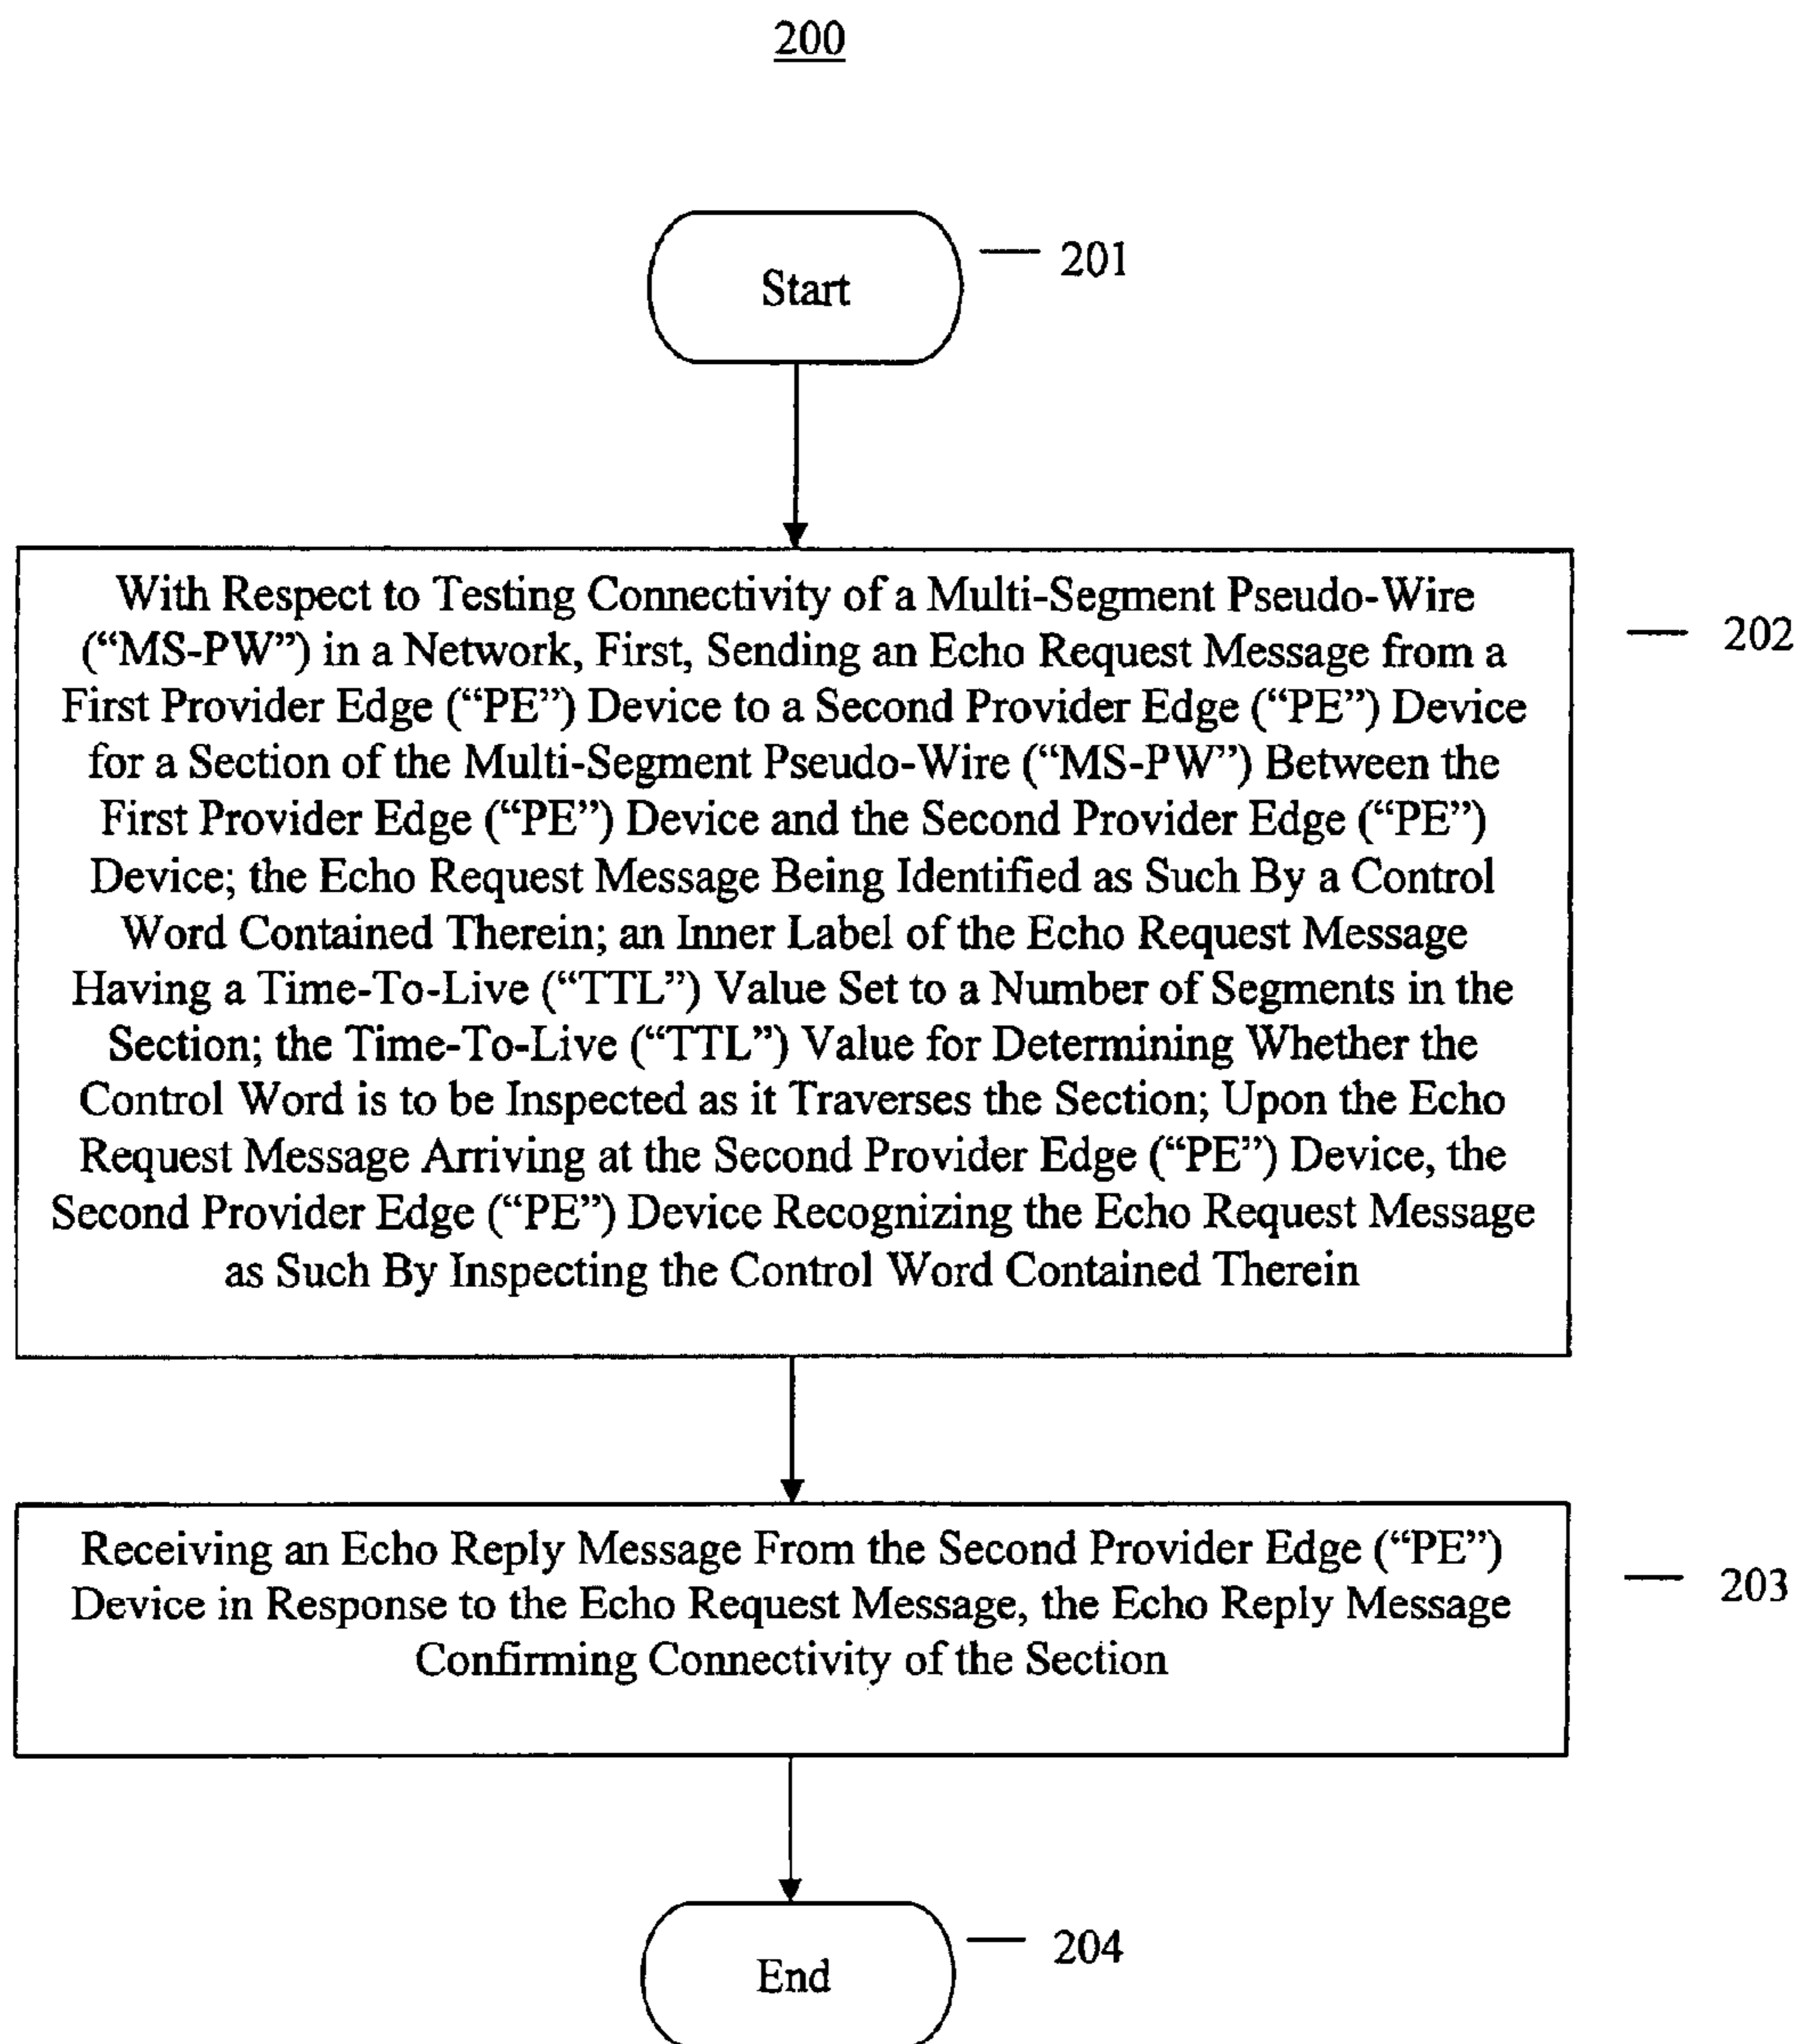 200
Start
201
With Respect to Testing Connectivity of a Multi-Segment Pseudo-Wire
(“MS-PW”) in a Network, First, Sending an Echo Request Message from a
First Provider Edge (“PE”) Device to a Second Provider Edge (“PE”) Device
for a Section of the Multi-Segment Pseudo-Wire (“MS-PW”) Between the
First Provider Edge (“PE”) Device and the Second Provider Edge (“PE”)
Device; the Echo Request Message Being Identified as Such By a Control
Word Contained Therein; an Inner Label of the Echo Request Message
Having a Time-To-Live (“TTL”) Value Set to a Number of Segments in the
Section; the Time-To-Live (“TTL”) Value for Determining Whether the
Control Word is to be Inspected as it Traverses the Section; Upon the Echo
Request Message Arriving at the Second Provider Edge (“PE”) Device, the
Second Provider Edge (“PE”) Device Recognizing the Echo Request Message
as Such By Inspecting the Control Word Contained Therein
202
Receiving an Echo Reply Message From the Second Provider Edge (“PE”)
Device in Response to the Echo Request Message, the Echo Reply Message
Confirming Connectivity of the Section
203
End
204